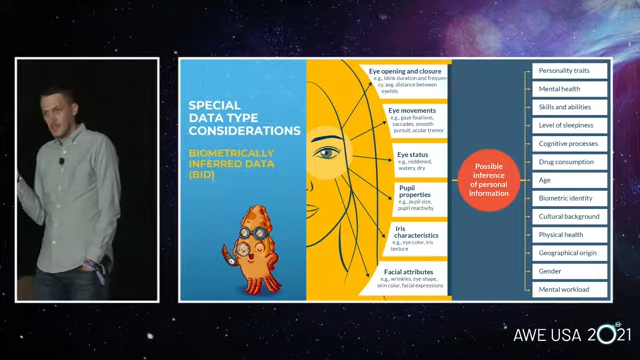 SPECIAL
DATA TYPE
CONSIDERATIONS
BIOMETRICALLY
INFERRED DATA
(BID)
Eye opening and closure
e.g., blink duration and frequen-
cy, avg. distance between
eyelids
Eye movements
e.g., gaze fixations,
saccades, smooth
pursuit, ocular tremor
Eye status
e.g., reddened,
watery, dry
Pupil
properties
e.g., pupil size,
pupil reactivity
Iris
characteristics
e.g., eye color, iris
texture
Facial attributes
e.g., wrinkles, eye shape,
skin color, facial expressions
Possible
inference
of personal
information
Personality traits
Mental health
Skills and abilities
Level of sleepiness
Cognitive processes
Drug consumption
Age
Biometric identity
Cultural background
Physical health
Geographical origin
Gender
Mental workload
AWE USA 2021